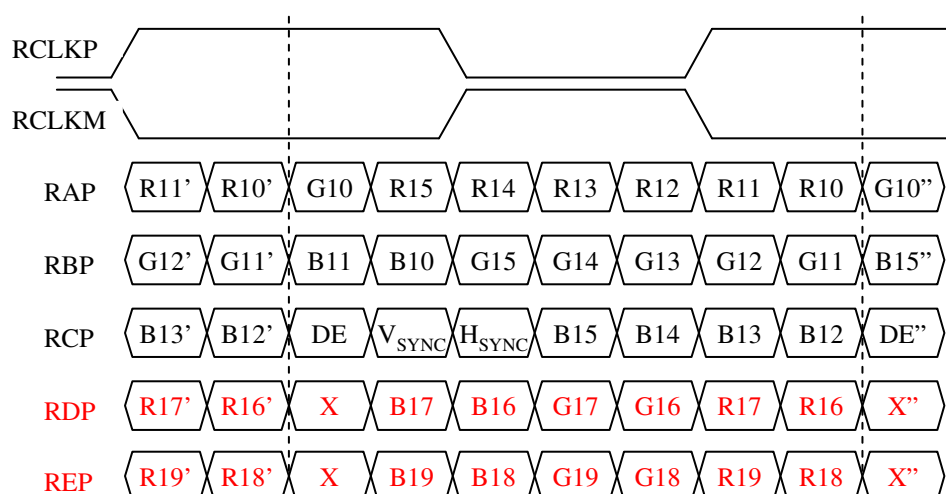 RCLKP
RCLKM
RAP R11’ R10’ G10 R15 R14 R13 R12 R11 R10 G10”
RBP G12’ G11’ B11 B10 G15 G14 G13 G12 G11 B15”
RCP B13’ B12’ DE VSYNC HSYNC B15 B14 B13 B12 DE”
RDP R17’ R16’ X B17 B16 G17 G16 R17 R16 X”
REP R19’ R18’ X B19 B18 G19 G18 R19 R18 X”